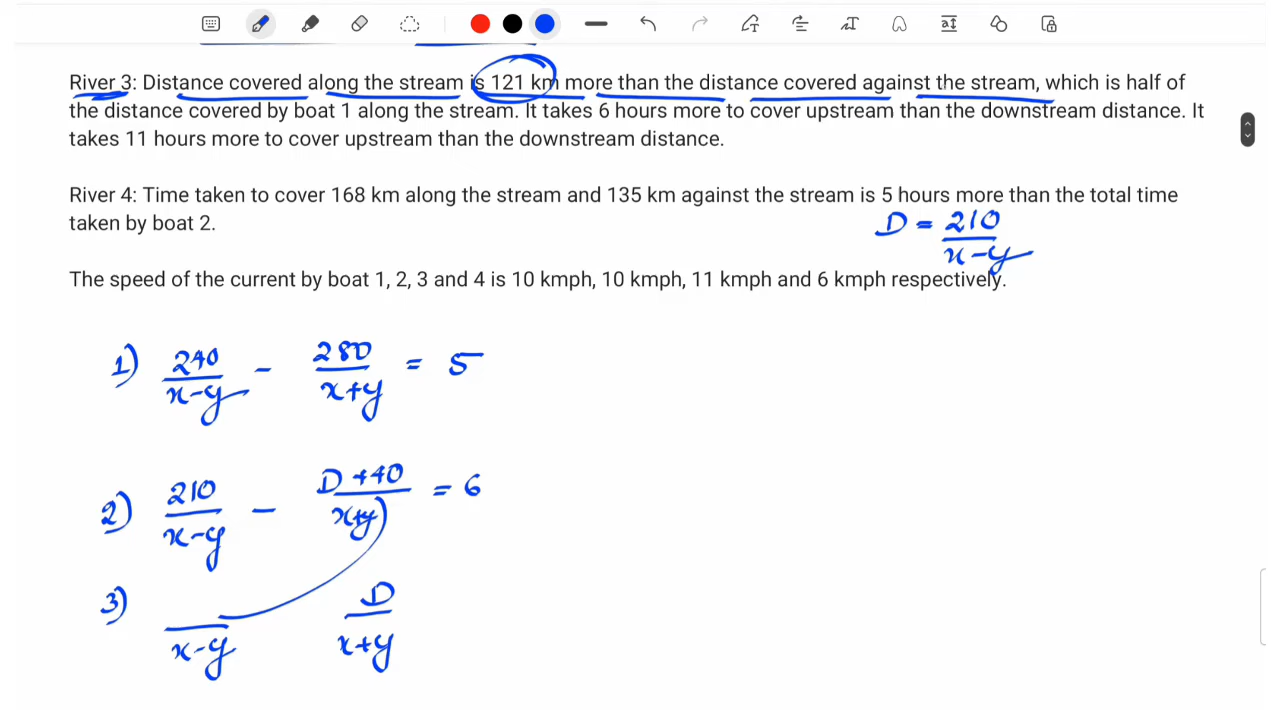 River 3: Distance covered along the stream is 121 km more than the distance covered against the stream, which is half of
the distance covered by boat 1 along the stream. It takes 6 hours more to cover upstream than the downstream distance. It
takes 11 hours more to cover upstream than the downstream distance.
River 4: Time taken to cover 168 km along the stream and 135 km against the stream is 5 hours more than the total time
taken by boat 2.
D = 210 / x-y
The speed of the current by boat 1, 2, 3 and 4 is 10 kmph, 10 kmph, 11 kmph and 6 kmph respectively.
1) 240 / x-y - 280 / x+y = 5
2) 210 / x-y - D+40 / x+y = 6
3) / x-y D / x+y